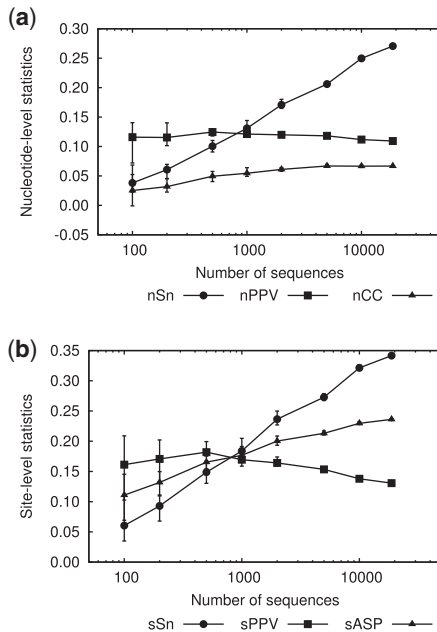 (a)
0.30
0.25
0.20
0.15
0.10
0.05
0.00
-0.05
Nucleotide-level statistics
100 1000 10000
Number of sequences
nSn nPPV nCC
(b)
0.35
0.30
0.25
0.20
0.15
0.10
0.05
0.00
Site-level statistics
100 1000 10000
Number of sequences
sSn sPPV sASP